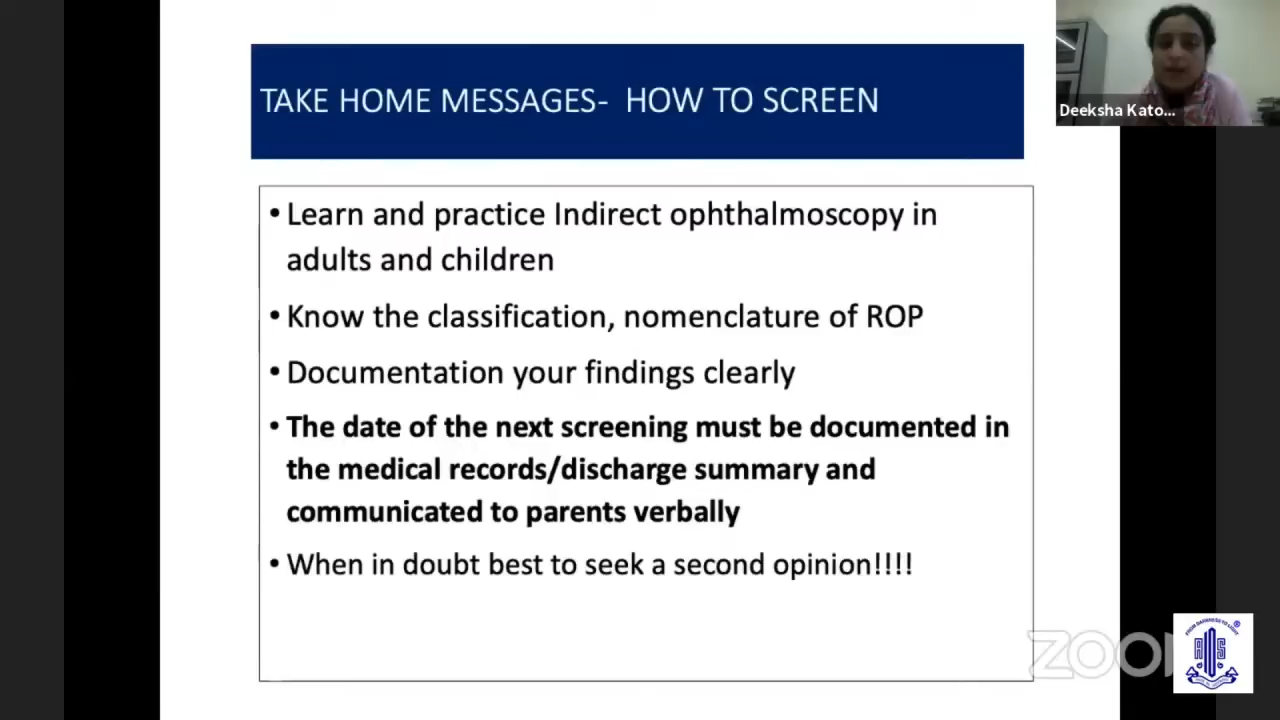 TAKE HOME MESSAGES- HOW TO SCREEN
Deeksha Kato...
• Learn and practice Indirect ophthalmoscopy in
adults and children
• Know the classification, nomenclature of ROP
• Documentation your findings clearly
• The date of the next screening must be documented in
the medical records/discharge summary and
communicated to parents verbally
• When in doubt best to seek a second opinion!!!!